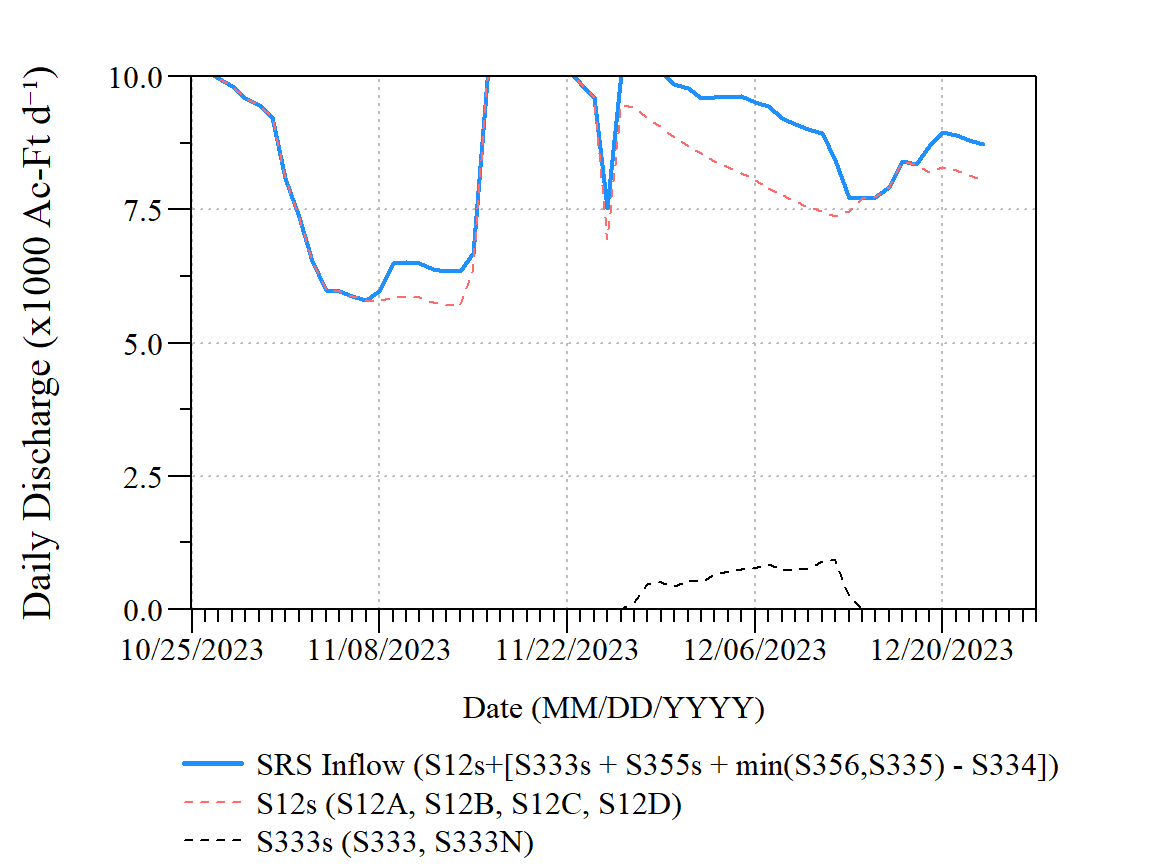 Daily Discharge (x1000 Ac-Ft d⁻¹)
10.0
7.5
5.0
2.5
0.0
10/25/2023 11/08/2023 11/22/2023 12/06/2023 12/20/2023
Date (MM/DD/YYYY)
SRS Inflow (S12s+[S333s + S355s + min(S356,S335) - S334])
S12s (S12A, S12B, S12C, S12D)
S333s (S333, S333N)